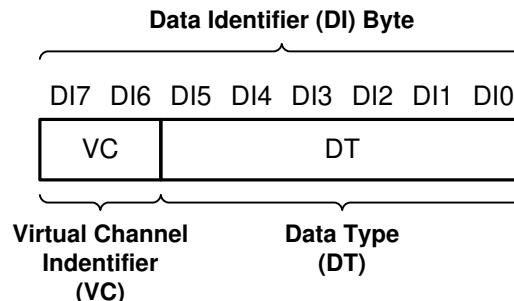 Data Identifier (DI) Byte
DI7 DI6 DI5 DI4 DI3 DI2 DI1 DI0
VC DT
Virtual Channel
Indentifier
(VC)
Data Type
(DT)